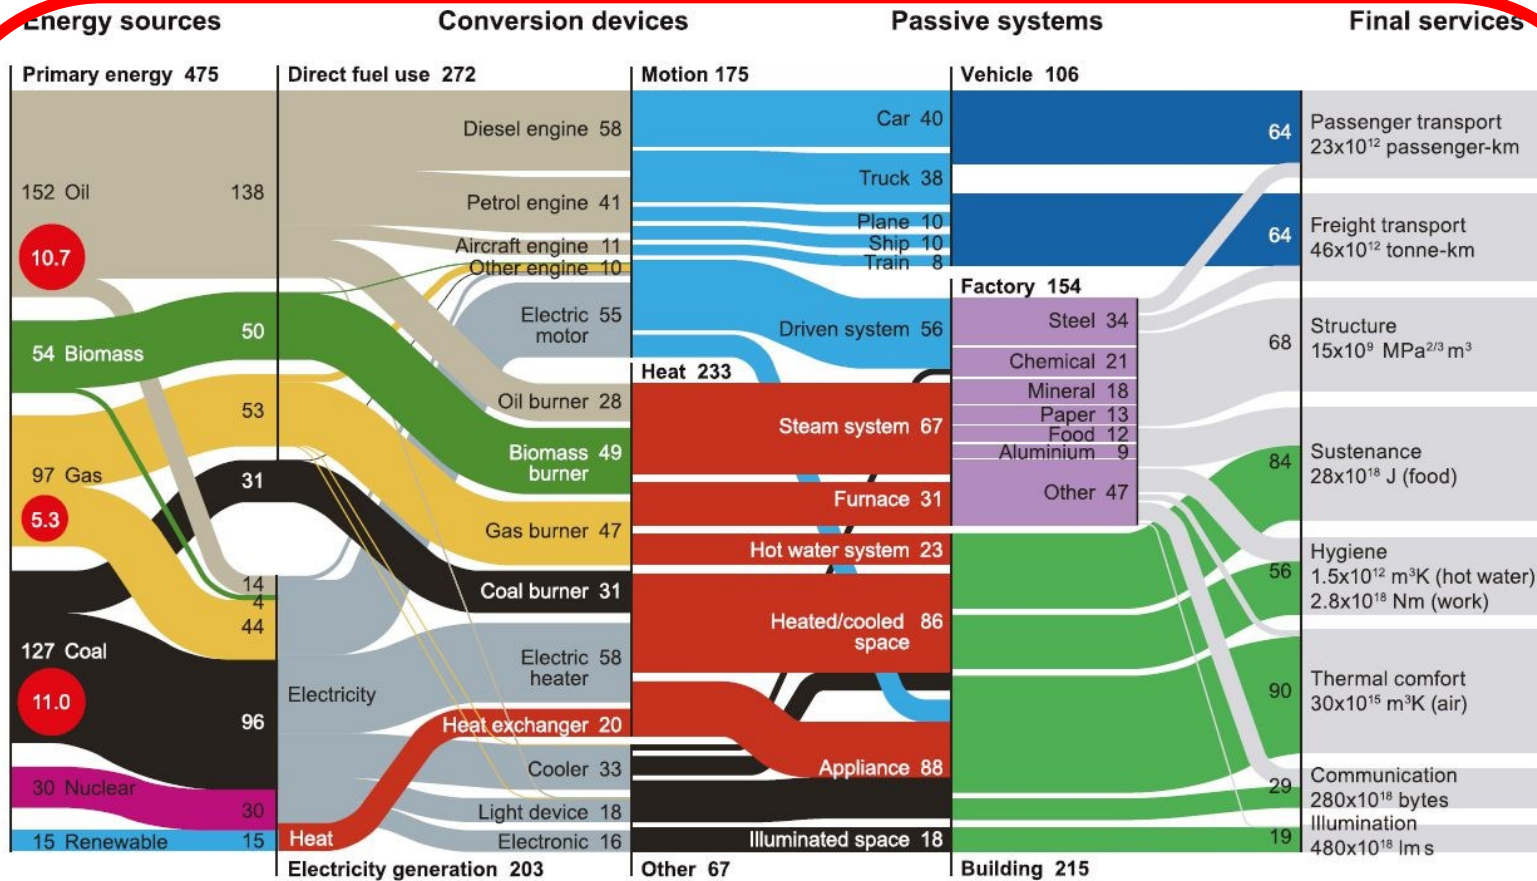 Energy sources
Conversion devices
Passive systems
Final services
Primary energy 475
152 Oil
10.7
54 Biomass
97 Gas
5.3
127 Coal
11.0
30 Nuclear
15 Renewable
138
50
53
31
14
4
44
96
30
15
Direct fuel use 272
Diesel engine 58
Petrol engine 41
Aircraft engine 11
Other engine 10
Electric 55
motor
Oil burner 28
Biomass 49
burner
Gas burner 47
Coal burner 31
Electric 58
heater
Electricity
Heat exchanger 20
Cooler 33
Light device 18
Heat
Electronic 16
Electricity generation 203
Motion 175
Car 40
Truck 38
Plane 10
Ship 10
Train 8
Driven system 56
Heat 233
Steam system 67
Furnace 31
Hot water system 23
Heated/cooled 86
space
Appliance 88
Illuminated space 18
Other 67
Vehicle 106
64
64
Factory 154
Steel 34
Chemical 21
Mineral 18
Paper 13
Food 12
Aluminium 9
Other 47
68
84
56
90
29
19
Building 215
Passenger transport
23x10¹² passenger-km
Freight transport
46x10¹² tonne-km
Structure
15x10⁹ MPa²ᐟ³ m³
Sustenance
28x10¹⁸ J (food)
Hygiene
1.5x10¹² m³K (hot water)
2.8x10¹⁸ Nm (work)
Thermal comfort
30x10¹⁵ m³K (air)
Communication
280x10¹⁸ bytes
Illumination
480x10¹⁸ lm s